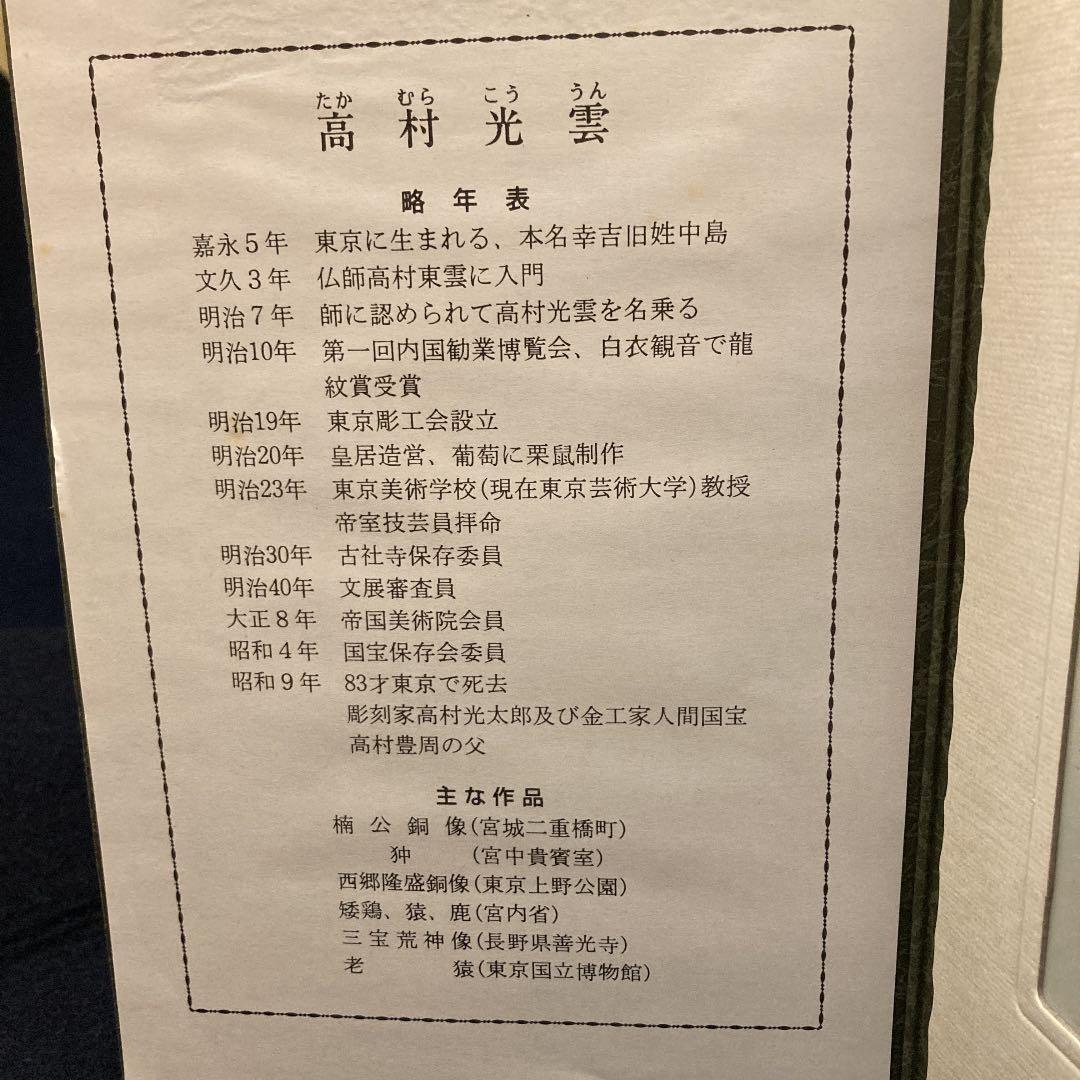 たか むら こう うん
高村光雲
略年表
嘉永5年 東京に生まれる、本名幸吉旧姓中島
文久3年 仏師高村東雲に入門
明治7年 師に認められて高村光雲を名乗る
明治10年 第一回内国勧業博覧会、白衣観音で龍
紋賞受賞
明治19年 東京彫工会設立
明治20年 皇居造営、葡萄に栗鼠制作
明治23年 東京美術学校(現在東京芸術大学)教授
帝室技芸員拝命
明治30年 古社寺保存委員
明治40年 文展審査員
大正8年 帝国美術院会員
昭和4年 国宝保存会委員
昭和9年 83才東京で死去
彫刻家高村光太郎及び金工家人間国宝
高村豊周の父
主な作品
楠公銅像(宮城二重橋町)
狆 (宮中貴賓室)
西郷隆盛銅像(東京上野公園)
矮鶏、猿、鹿(宮内省)
三宝荒神像(長野県善光寺)
老猿(東京国立博物館)